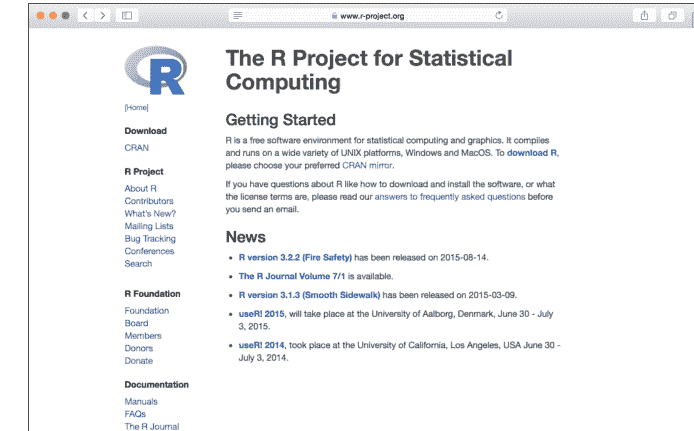 www.r-project.org
R
[Home]
Download
CRAN
R Project
About R
Contributors
What's New?
Mailing Lists
Bug Tracking
Conferences
Search
R Foundation
Foundation
Board
Members
Donors
Donate
Documentation
Manuals
FAQs
The R Journal
The R Project for Statistical
Computing
Getting Started
R is a free software environment for statistical computing and graphics. It compiles
and runs on a wide variety of UNIX platforms, Windows and MacOS. To download R,
please choose your preferred CRAN mirror.
If you have questions about R like how to download and install the software, or what
the license terms are, please read our answers to frequently asked questions before
you send an email.
News
• R version 3.2.2 (Fire Safety) has been released on 2015-08-14.
• The R Journal Volume 7/1 is available.
• R version 3.1.3 (Smooth Sidewalk) has been released on 2015-03-09.
• useR! 2015, will take place at the University of Aalborg, Denmark, June 30 - July
3, 2015.
• useR! 2014, took place at the University of California, Los Angeles, USA June 30 -
July 3, 2014.